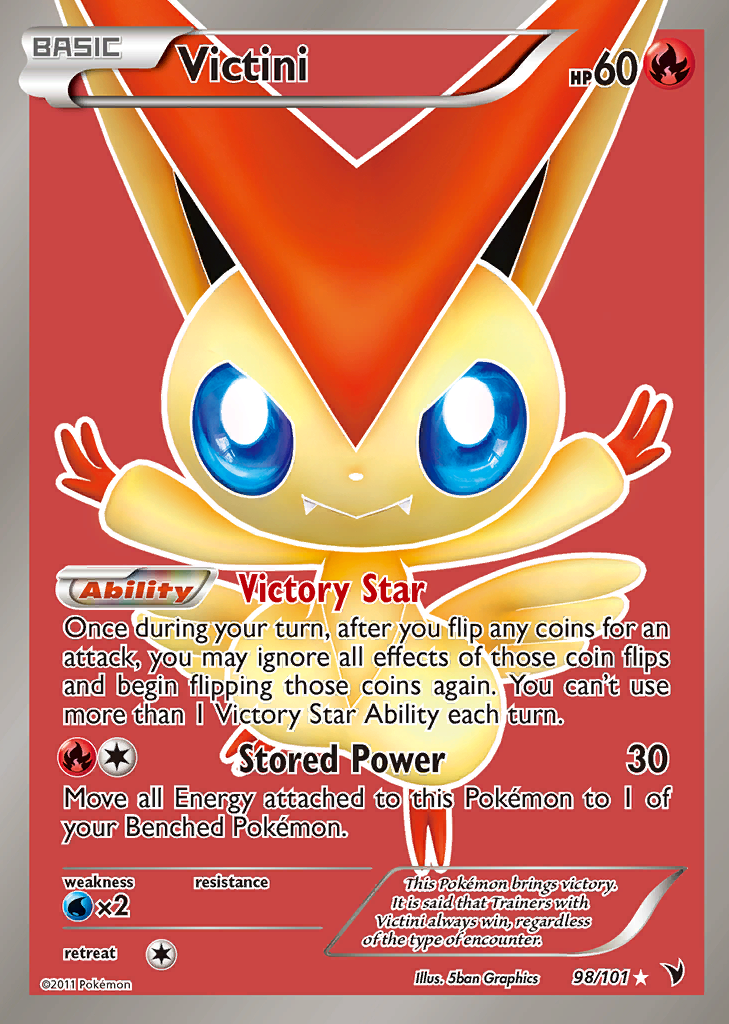 BASIC
Victini
HP60
Ability Victory Star
Once during your turn, after you flip any coins for an
attack, you may ignore all effects of those coin flips
and begin flipping those coins again. You can't use
more than 1 Victory Star Ability each turn.
Stored Power 30
Move all Energy attached to this Pokémon to 1 of
your Benched Pokémon.
weakness resistance
×2
retreat
This Pokémon brings victory.
It is said that Trainers with
Victini always win, regardless
of the type of encounter.
©2011 Pokémon
Illus. 5ban Graphics
98/101